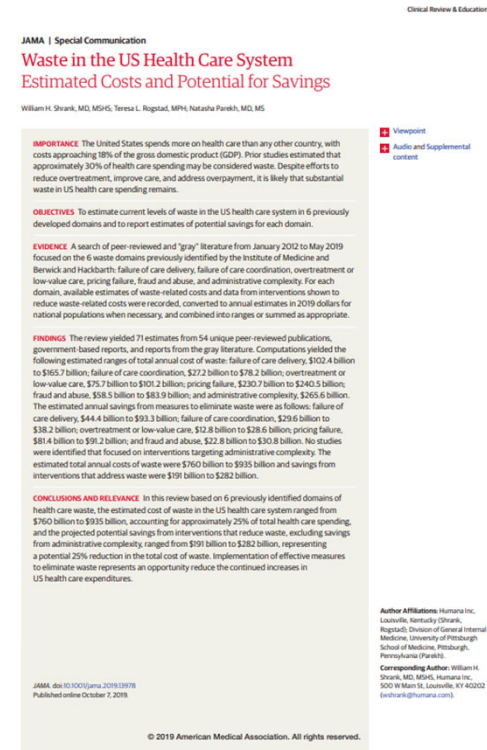 Clinical Review & Education
JAMA | Special Communication
Waste in the US Health Care System
Estimated Costs and Potential for Savings
William H. Shrank, MD, MSHS; Teresa L. Rogstad, MPH; Natasha Parekh, MD, MS
IMPORTANCE The United States spends more on health care than any other country, with
costs approaching 18% of the gross domestic product (GDP). Prior studies estimated that
approximately 30% of health care spending may be considered waste. Despite efforts to
reduce overtreatment, improve care, and address overpayment, it is likely that substantial
waste in US health care spending remains.
OBJECTIVES To estimate current levels of waste in the US health care system in 6 previously
developed domains and to report estimates of potential savings for each domain.
EVIDENCE A search of peer-reviewed and "gray" literature from January 2012 to May 2019
focused on the 6 waste domains previously identified by the Institute of Medicine and
Berwick and Hackbarth: failure of care delivery, failure of care coordination, overtreatment or
low-value care, pricing failure, fraud and abuse, and administrative complexity. For each
domain, available estimates of waste-related costs and data from interventions shown to
reduce waste-related costs were recorded, converted to annual estimates in 2019 dollars for
national populations when necessary, and combined into ranges or summed as appropriate.
FINDINGS The review yielded 71 estimates from 54 unique peer-reviewed publications,
government-based reports, and reports from the gray literature. Computations yielded the
following estimated ranges of total annual cost of waste: failure of care delivery, $102.4 billion
to $165.7 billion; failure of care coordination, $27.2 billion to $78.2 billion; overtreatment or
low-value care, $75.7 billion to $101.2 billion; pricing failure, $230.7 billion to $240.5 billion;
fraud and abuse, $58.5 billion to $83.9 billion; and administrative complexity, $265.6 billion.
The estimated annual savings from measures to eliminate waste were as follows: failure of
care delivery, $44.4 billion to $93.3 billion; failure of care coordination, $29.6 billion to
$38.2 billion; overtreatment or low-value care, $12.8 billion to $28.6 billion; pricing failure,
$81.4 billion to $91.2 billion; and fraud and abuse, $22.8 billion to $30.8 billion. No studies
were identified that focused on interventions targeting administrative complexity. The
estimated total annual costs of waste were $760 billion to $935 billion and savings from
interventions that address waste were $191 billion to $282 billion.
CONCLUSIONS AND RELEVANCE In this review based on 6 previously identified domains of
health care waste, the estimated cost of waste in the US health care system ranged from
$760 billion to $935 billion, accounting for approximately 25% of total health care spending,
and the projected potential savings from interventions that reduce waste, excluding savings
from administrative complexity, ranged from $191 billion to $282 billion, representing
a potential 25% reduction in the total cost of waste. Implementation of effective measures
to eliminate waste represents an opportunity reduce the continued increases in
US health care expenditures.
JAMA. doi:10.1001/jama.2019.13978
Published online October 7, 2019.
Viewpoint
Audio and Supplemental
content
Author Affiliations: Humana Inc,
Louisville, Kentucky (Shrank,
Rogstad); Division of General Internal
Medicine, University of Pittsburgh
School of Medicine, Pittsburgh,
Pennsylvania (Parekh).
Corresponding Author: William H.
Shrank, MD, MSHS, Humana Inc,
500 W Main St, Louisville, KY 40202
(wshrank@humana.com).
© 2019 American Medical Association. All rights reserved.